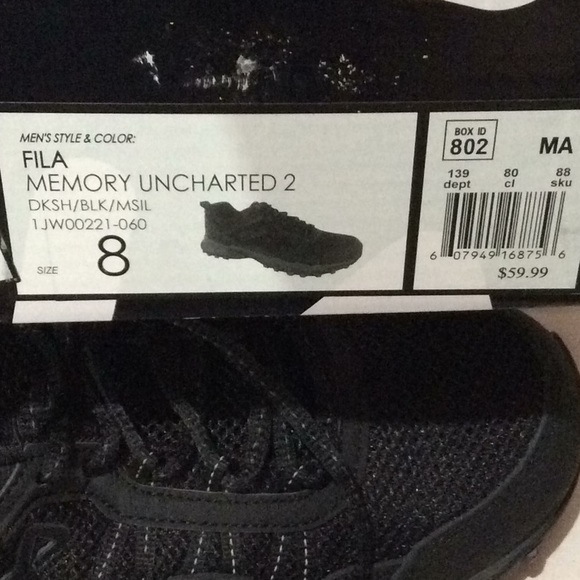 MEN'S STYLE & COLOR:
FILA
MEMORY UNCHARTED 2
DKSH/BLK/MSIL
1JW00221-060
SIZE 8
BOX ID
802 MA
139 80 88
dept cl sku
6 07949 16875 6
$59.99